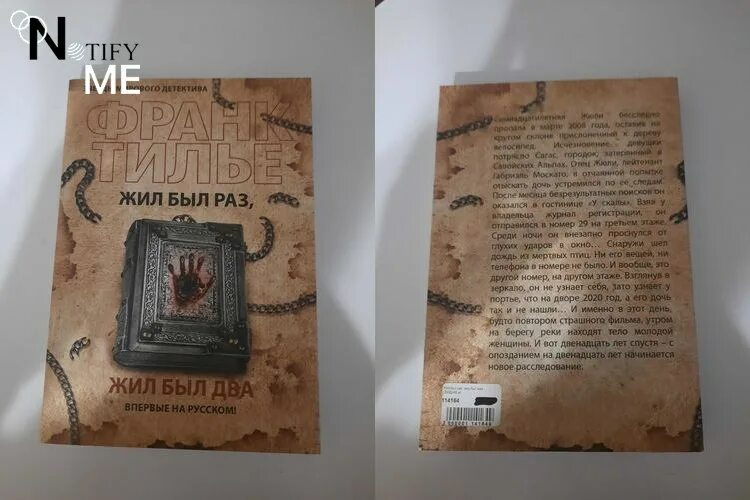 NOTIFY
ME
МИРОВОГО ДЕТЕКТИВА
ФРАНК
ТИЛЬЕ
ЖИЛ БЫЛ РАЗ,
ЖИЛ БЫЛ ДВА
ВПЕРВЫЕ НА РУССКОМ!
Семнадцатилетняя Жюли бесследно
пропала в марте 2008 года, оставив на
крутом склоне прислоненный к дереву
велосипед. Исчезновение девушки
потрясло Сагас, городок, затерянный в
Савойских Альпах. Отец Жюли, лейтенант
Габриэль Москато, в отчаянной попытке
отыскать дочь устремился по ее следам.
После месяца безрезультатных поисков он
оказался в гостинице «У скалы». Взяв у
владельца журнал регистрации, он
отправился в номер 29 на третьем этаже.
Среди ночи он внезапно проснулся от
глухих ударов в окно... Снаружи шел
дождь из мертвых птиц. Ни его вещей, ни
телефона в номере не было. И вообще, это
другой номер, на другом этаже. Взглянув в
зеркало, он не узнает себя, зато узнает у
портье, что на дворе 2020 год, а его дочь
так и не нашли... И именно в этот день,
будто повтором страшного фильма, утром
на берегу реки находят тело молодой
женщины. И вот двенадцать лет спустя – с
опозданием на двенадцать лет начинается
новое расследование.
114164
2 000001 141648